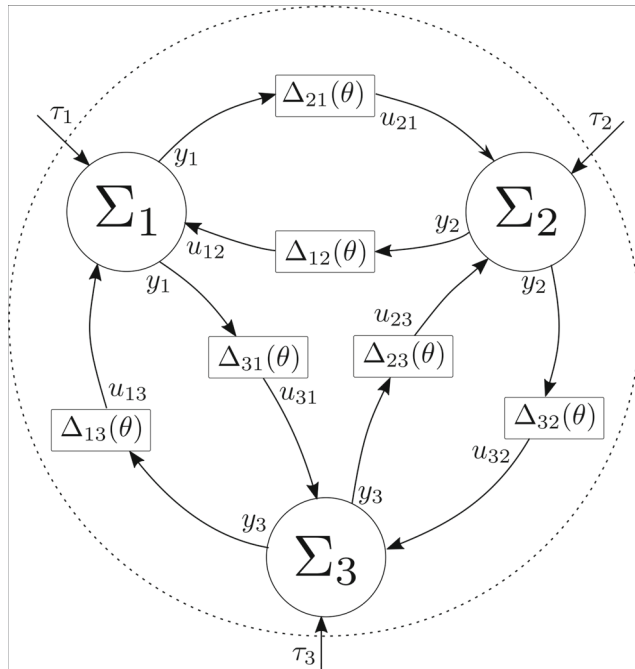 Δ₂₁(θ)
τ₁
u₂₁
τ₂
y₁
Σ₁
y₂
Σ₂
u₁₂
Δ₁₂(θ)
y₁
y₂
u₂₃
Δ₃₁(θ)
Δ₂₃(θ)
u₁₃
u₃₁
Δ₁₃(θ)
Δ₃₂(θ)
u₃₂
y₃
y₃
Σ₃
τ₃